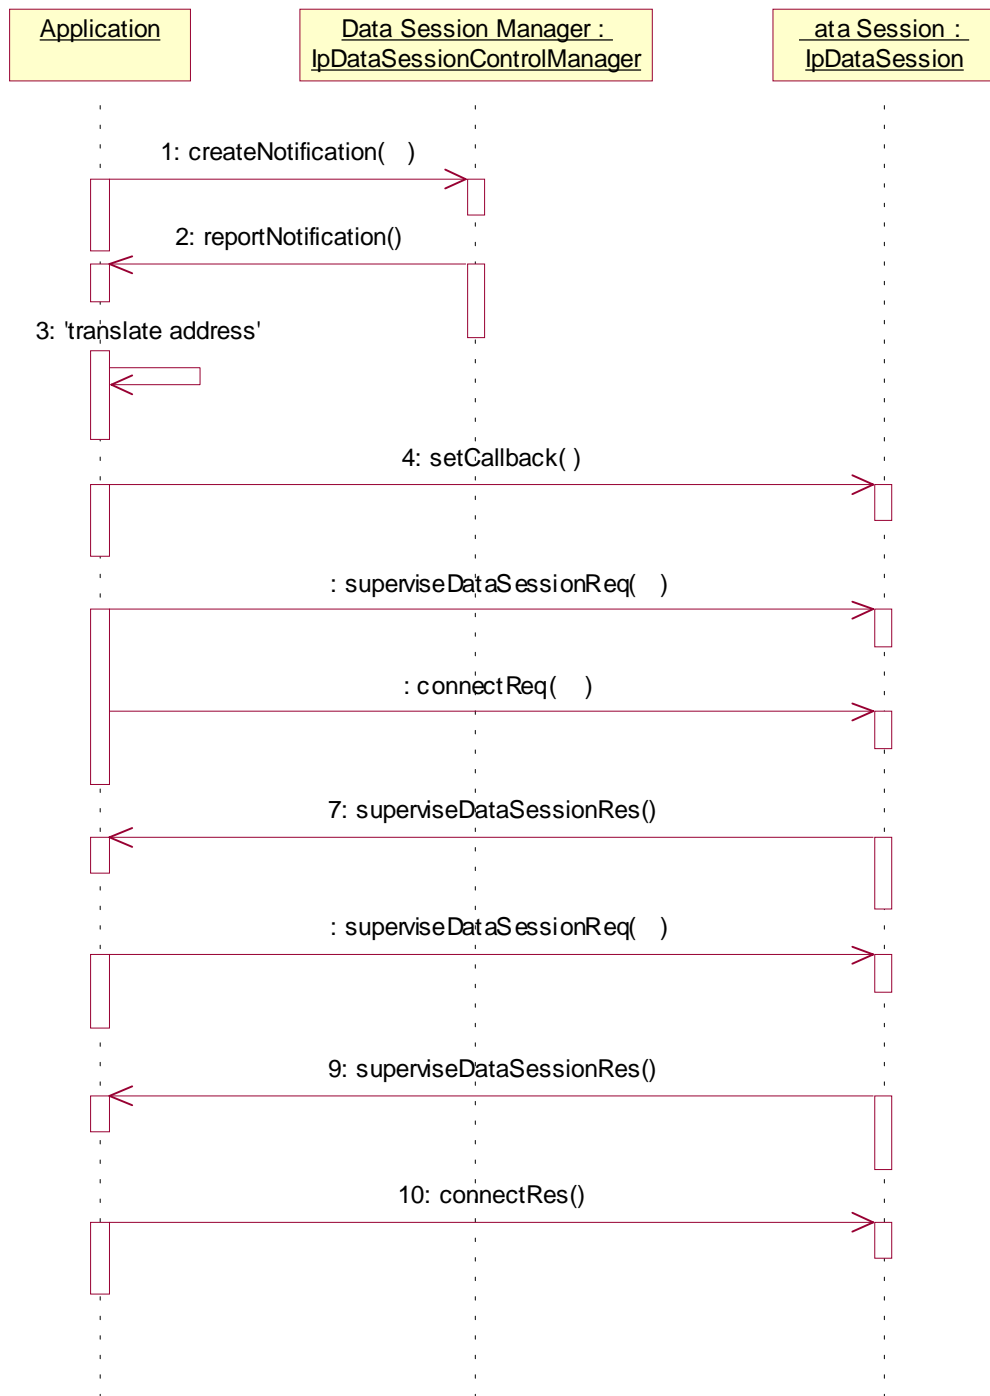 Application
Data Session Manager :
IpDataSessionControlManager
ata Session :
IpDataSession
1: createNotification( )
2: reportNotification()
3: 'translate address'
4: setCallback( )
: superviseDataSessionReq( )
: connectReq( )
7: superviseDataSessionRes()
: superviseDataSessionReq( )
9: superviseDataSessionRes()
10: connectRes()